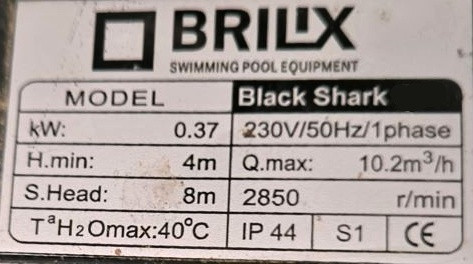 BRILIX
SWIMMING POOL EQUIPMENT
MODEL Black Shark
kW: 0.37 230V/50Hz/1phase
H.min: 4m Q.max: 10.2m³/h
S.Head: 8m 2850 r/min
TᵃH₂Omax:40°C IP 44 S1 CE